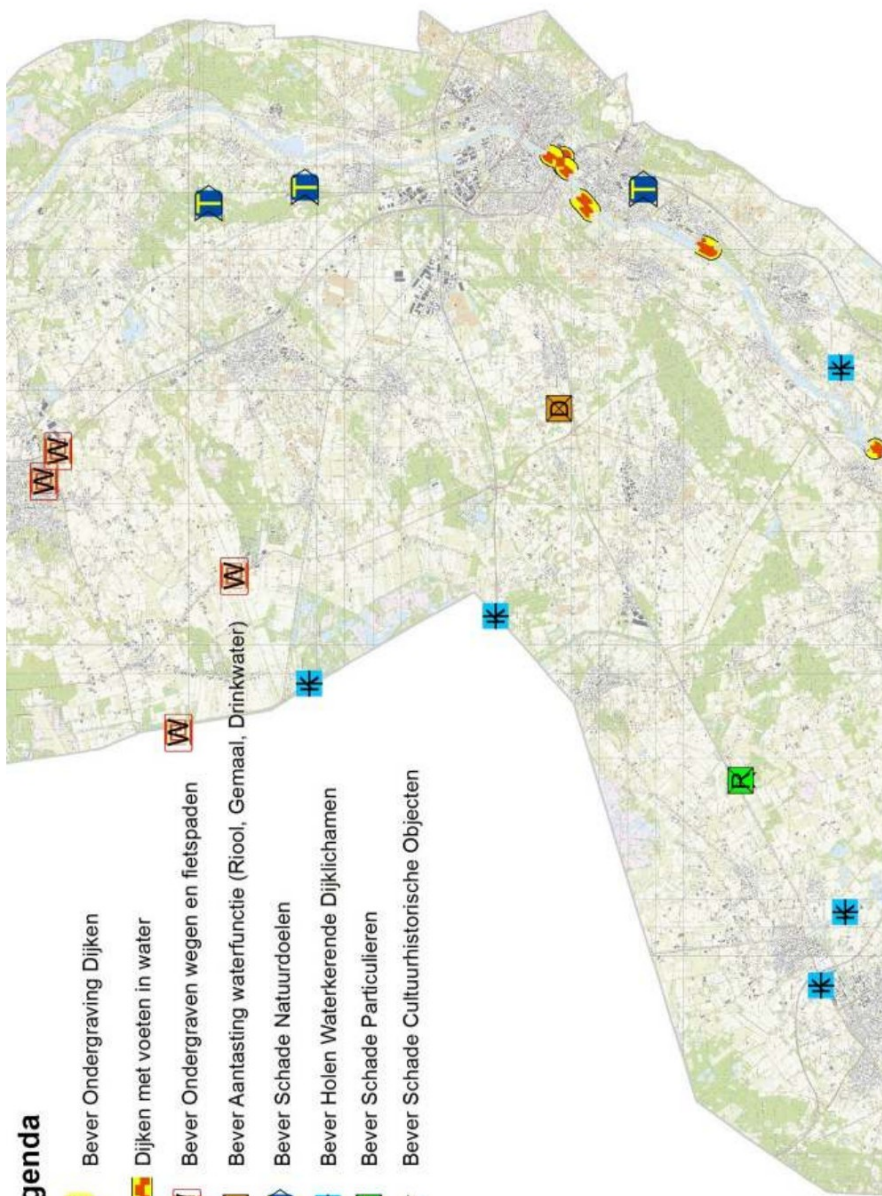 genda
Bever Ondergraving Dijken
Dijken met voeten in water
W Bever Ondergraven wegen en fietspaden
Bever Aantasting waterfunctie (Riool, Gemaal, Drinkwater)
Bever Schade Natuurdoelen
Bever Holen Waterkerende Dijklichamen
Bever Schade Particulieren
Bever Schade Cultuurhistorische Objecten
W
W
W
W
T
T
T
D
K
K
K
K
K
R